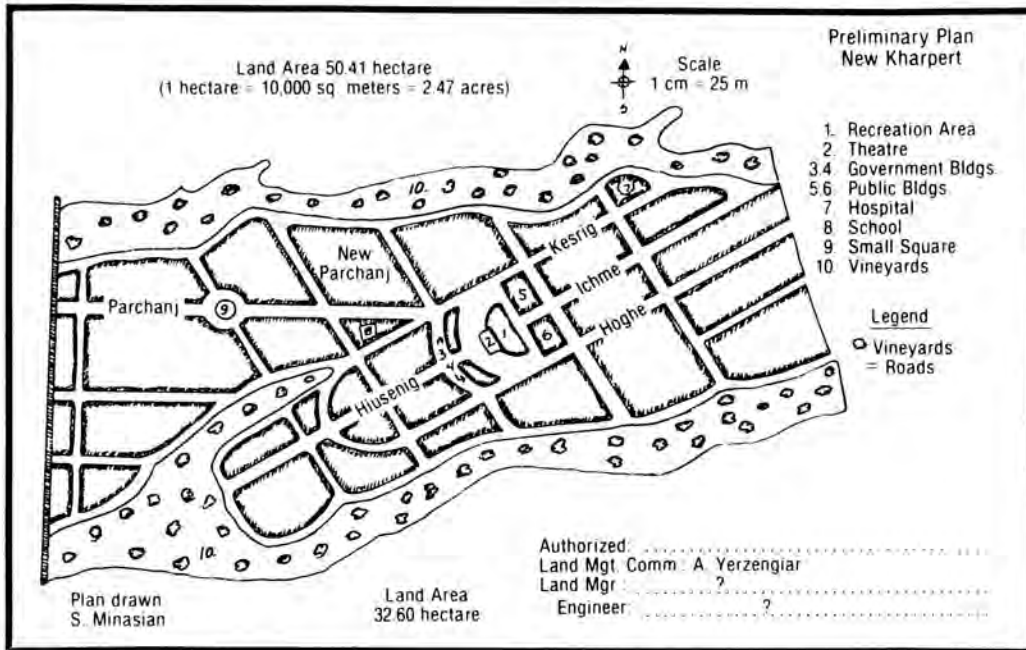 Preliminary Plan
New Kharpert
Land Area 50.41 hectare
(1 hectare = 10,000 sq meters = 2.47 acres)
N
S
Scale
1 cm = 25 m
1. Recreation Area
2. Theatre
3.4 Government Bldgs
5.6 Public Bldgs
7 Hospital
8 School
9 Small Square
10 Vineyards
Legend
Vineyards
= Roads
10.
7
Kesrig
New
Parchanj
Ichme
Parchanj
9
5
Hoghe
8
3
2
1
6
4
Hiusenig
10.
Authorized:
Land Mgt. Comm: A. Yerzengiar
Land Mgr: ?
Engineer: ?
Plan drawn
S. Minasian
Land Area
32.60 hectare